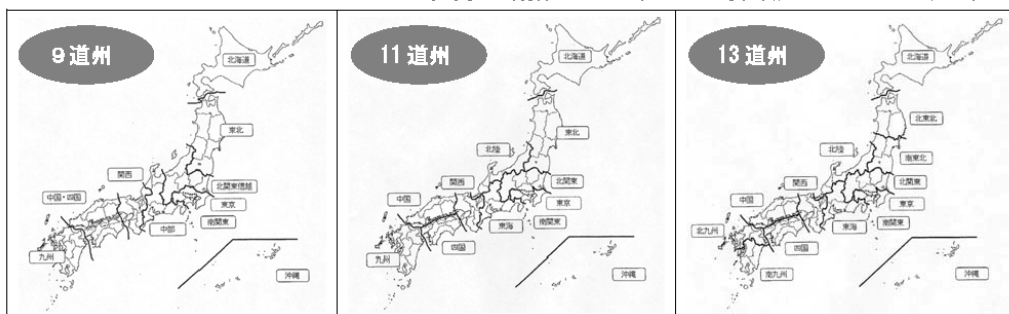 9道州
北海道
東北
関西
中国・四国
北関東信越
東京
南関東
中部
九州
沖縄
11道州
北海道
東北
北陸
関西
北関東
中国
東京
南関東
東海
四国
九州
沖縄
13道州
北海道
北東北
北陸
南東北
関西
北関東
中国
東京
北九州
東海
南関東
四国
南九州
沖縄